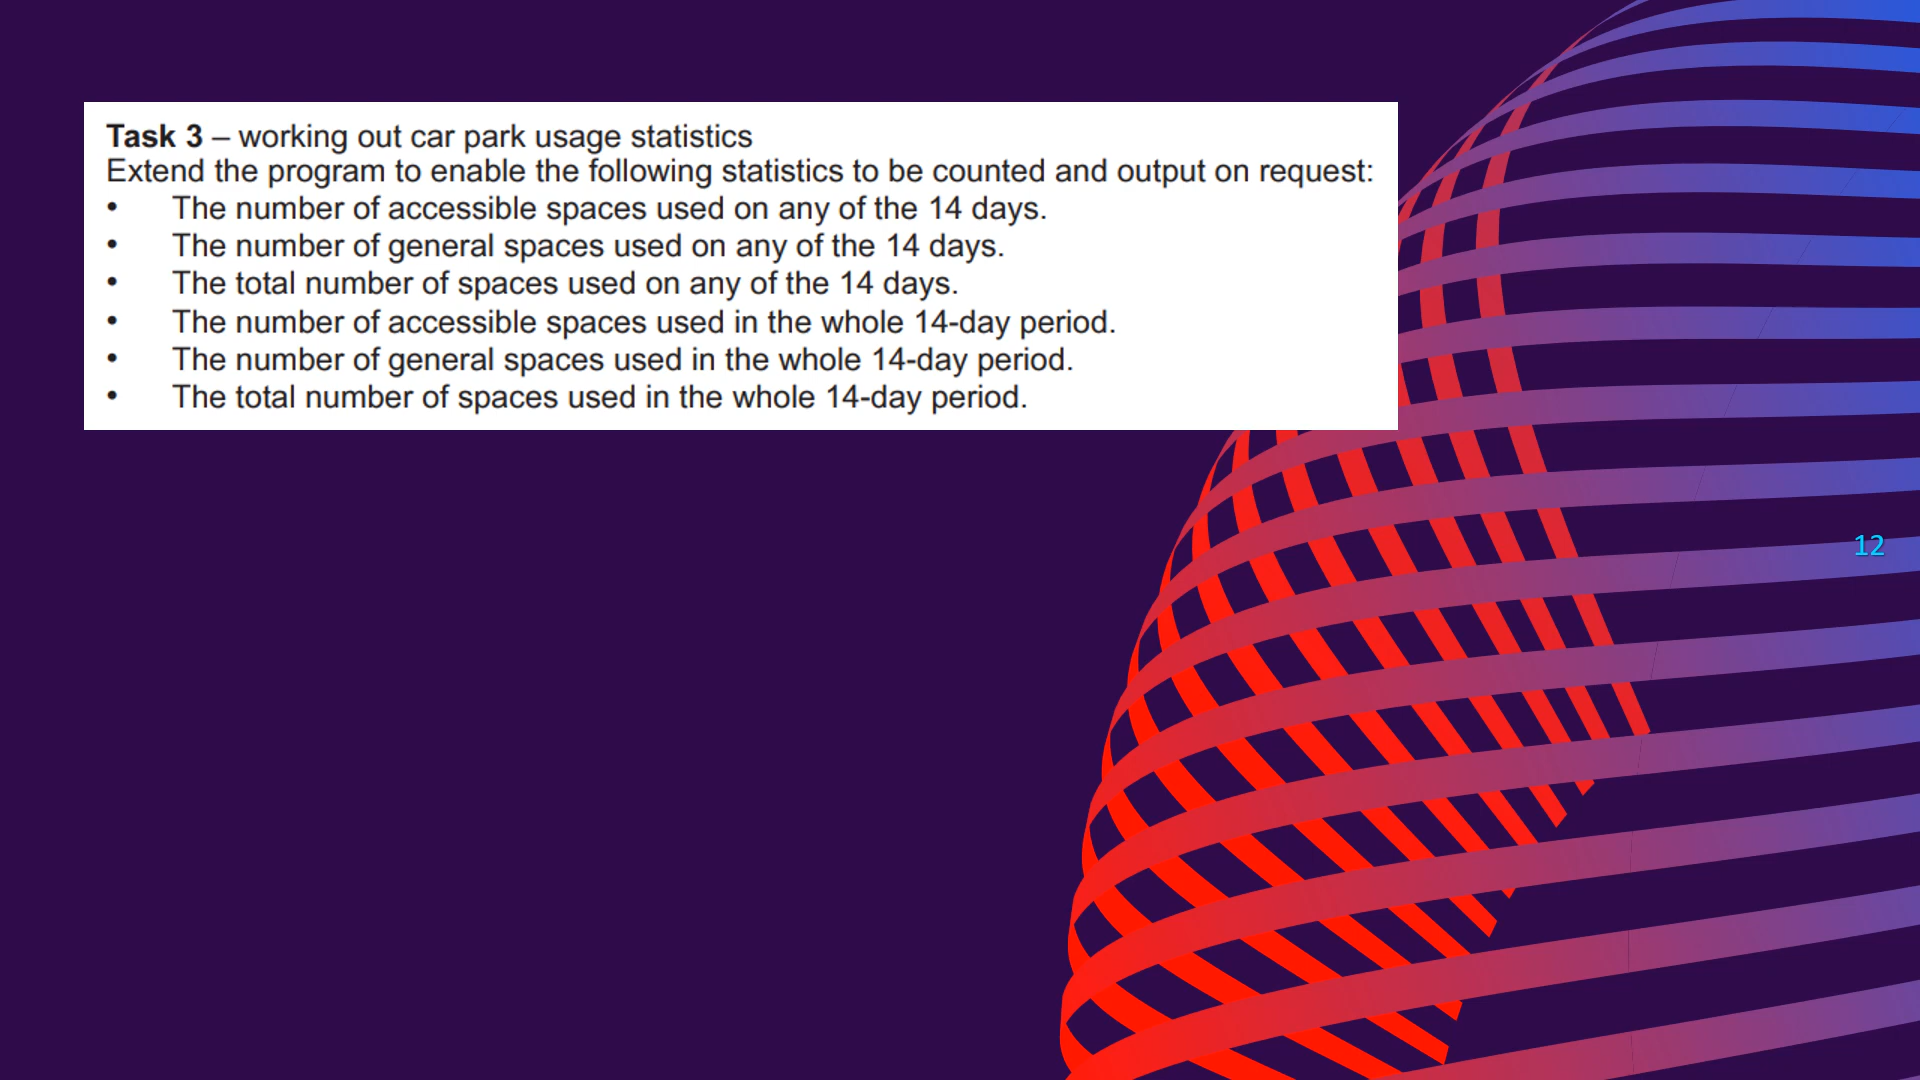 Task 3 – working out car park usage statistics
Extend the program to enable the following statistics to be counted and output on request:
• The number of accessible spaces used on any of the 14 days.
• The number of general spaces used on any of the 14 days.
• The total number of spaces used on any of the 14 days.
• The number of accessible spaces used in the whole 14-day period.
• The number of general spaces used in the whole 14-day period.
• The total number of spaces used in the whole 14-day period.
12